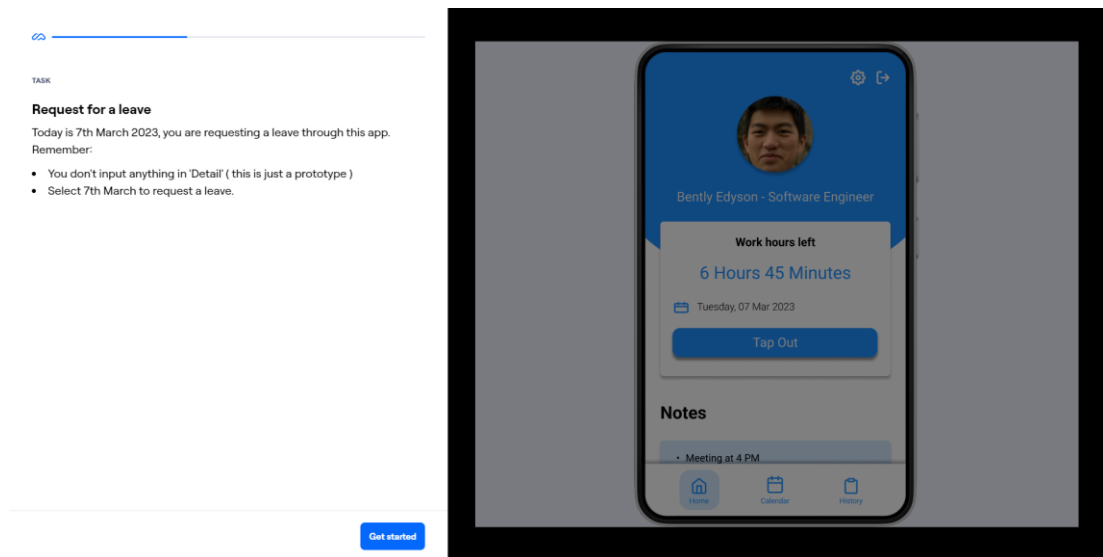 TASK
Request for a leave
Today is 7th March 2023, you are requesting a leave through this app.
Remember:
• You don't input anything in 'Detail' ( this is just a prototype )
• Select 7th March to request a leave.
Get started
Bently Edyson - Software Engineer
Work hours left
6 Hours 45 Minutes
Tuesday, 07 Mar 2023
Tap Out
Notes
• Meeting at 4 PM
Home
Calendar
History